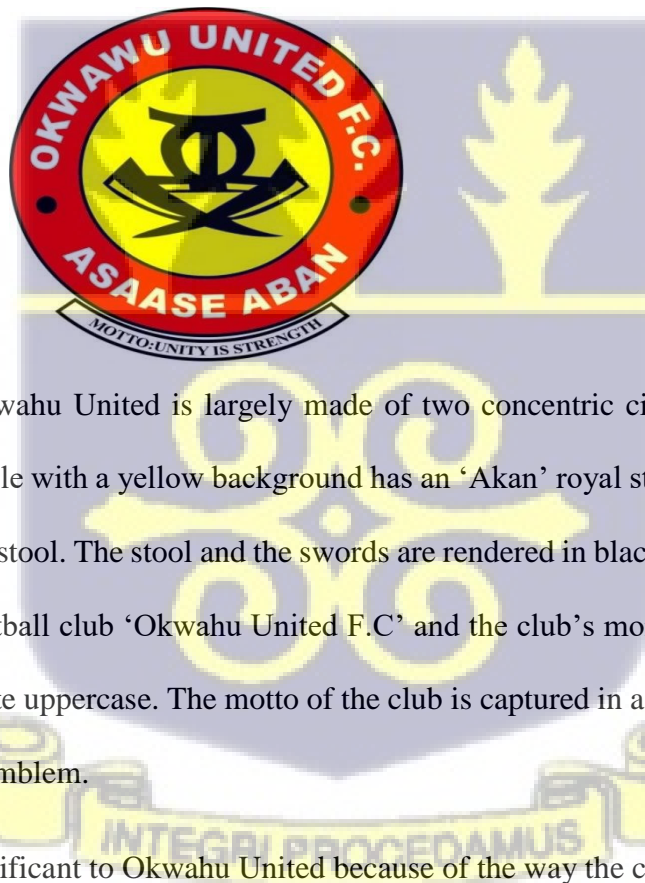 OKWAWU UNITED F.C.
ASAASE ABAN
MOTTO:UNITY IS STRENGTH
wahu United is largely made of two concentric ci
le with a yellow background has an ‘Akan’ royal st
stool. The stool and the swords are rendered in blac
tball club ‘Okwahu United F.C’ and the club’s mo
te uppercase. The motto of the club is captured in a
mblem.
INTEGRI PROCEDAMUS
ificant to Okwahu United because of the way the c